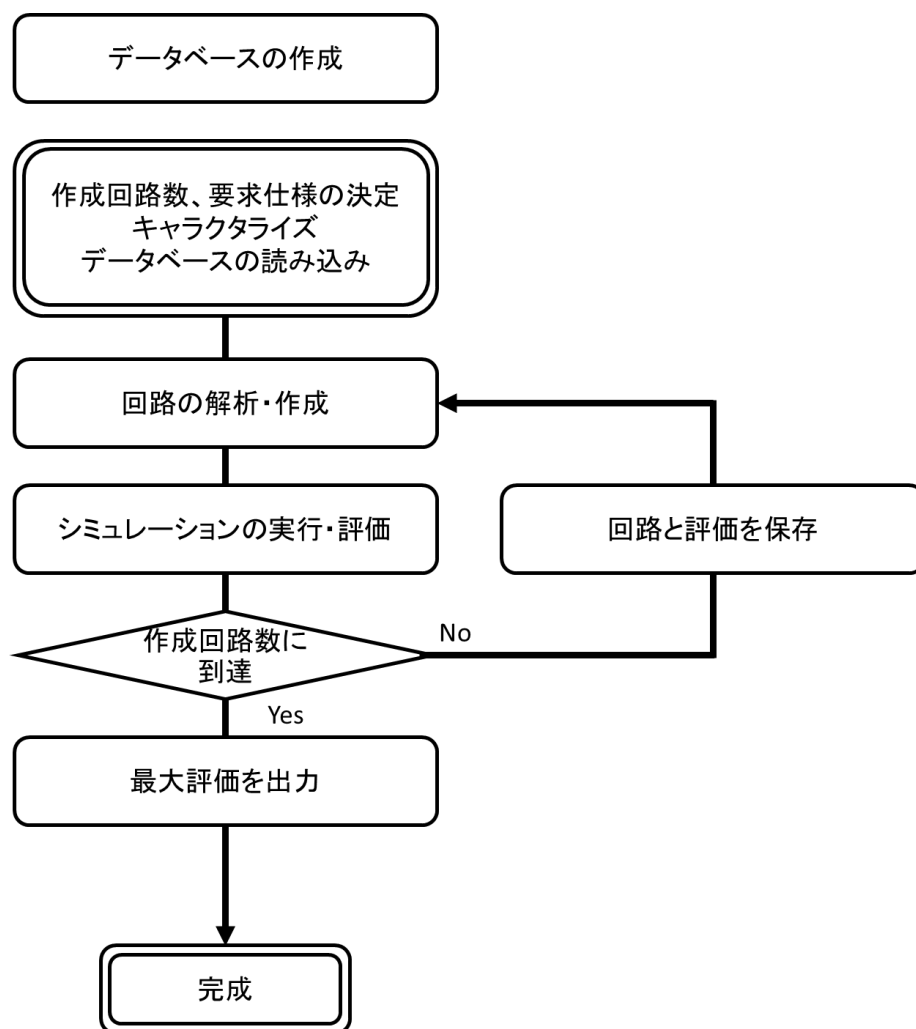 データベースの作成
作成回路数、要求仕様の決定
キャラクタライズ
データベースの読み込み
回路の解析・作成
シミュレーションの実行・評価
回路と評価を保存
作成回路数に
到達
No
Yes
最大評価を出力
完成